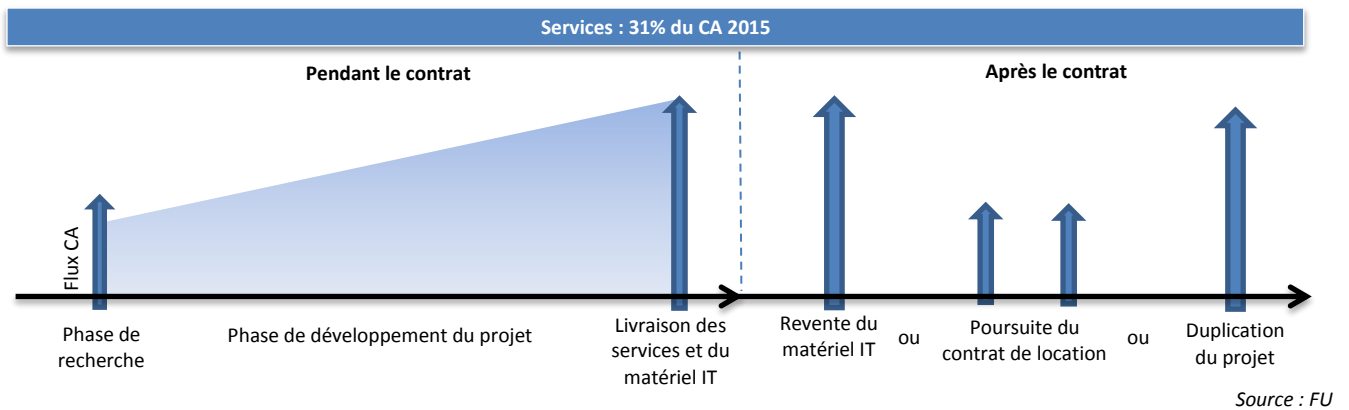 Services : 31% du CA 2015
Pendant le contrat
Après le contrat
Flux CA
Phase de
recherche
Phase de développement du projet
Livraison des
services et du
matériel IT
Revente du
matériel IT
ou
Poursuite du
contrat de location
ou
Duplication
du projet
Source : FU